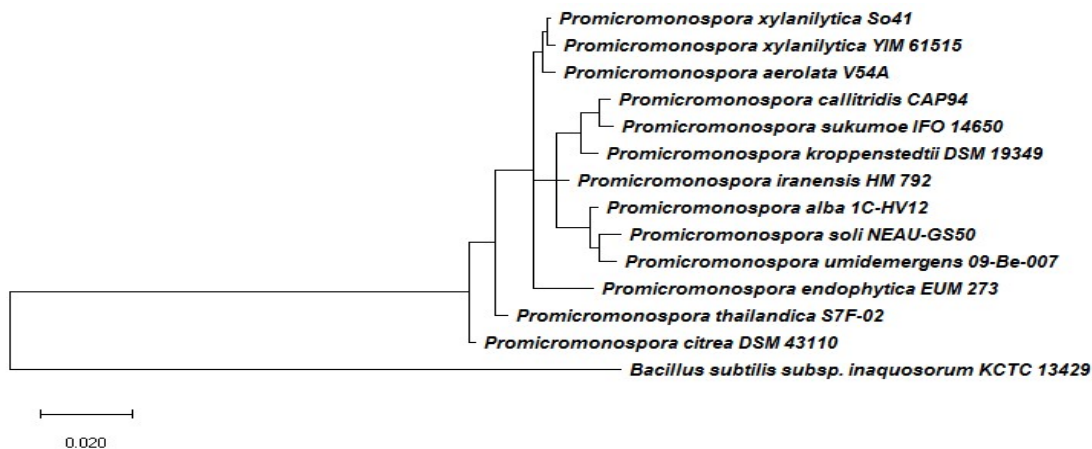 Promicromonospora xylanilytica So41
Promicromonospora xylanilytica YIM 61515
Promicromonospora aerolata V54A
Promicromonospora callitridis CAP94
Promicromonospora sukumoe IFO 14650
Promicromonospora kroppenstedtii DSM 19349
Promicromonospora iranensis HM 792
Promicromonospora alba 1C-HV12
Promicromonospora soli NEAU-GS50
Promicromonospora umidemergens 09-Be-007
Promicromonospora endophytica EUM 273
Promicromonospora thailandica S7F-02
Promicromonospora citrea DSM 43110
Bacillus subtilis subsp. inaquosorum KCTC 13429
0.020